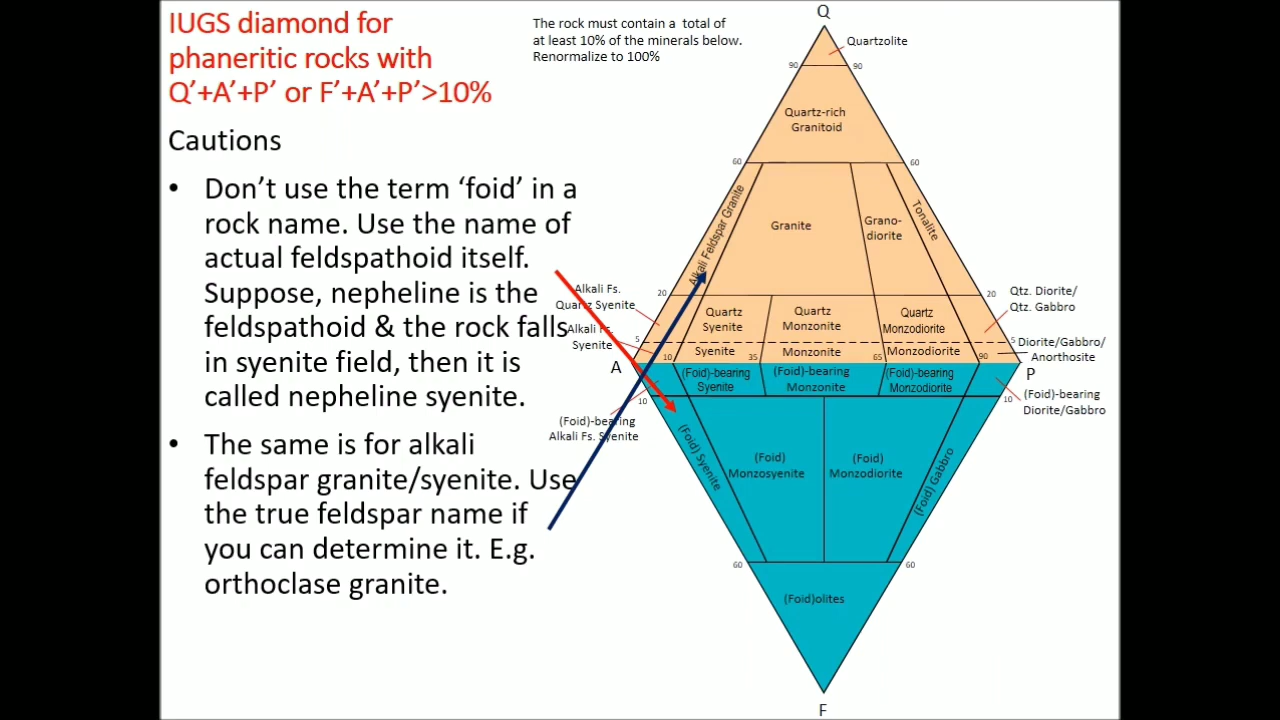 IUGS diamond for
phaneritic rocks with
Q′+A′+P′ or F′+A′+P′>10%
Cautions
• Don’t use the term ‘foid’ in a
rock name. Use the name of
actual feldspathoid itself.
Suppose, nepheline is the
feldspathoid & the rock falls
in syenite field, then it is
called nepheline syenite.
• The same is for alkali
feldspar granite/syenite. Use
the true feldspar name if
you can determine it. E.g.
orthoclase granite.
The rock must contain a total of
at least 10% of the minerals below.
Renormalize to 100%
Q
Quartzolite
90
90
Quartz-rich
Granitoid
60
60
Alkali Feldspar Granite
Granite
Grano-
diorite
Tonalite
20
20
Alkali Fs.
Quartz Syenite
Quartz
Syenite
Quartz
Monzonite
Quartz
Monzodiorite
Qtz. Diorite/
Qtz. Gabbro
Alkali Fs.
Syenite
5
5
Syenite
Monzonite
Monzodiorite
Diorite/Gabbro/
Anorthosite
10
35
65
90
A
P
(Foid)-bearing
Syenite
(Foid)-bearing
Monzonite
(Foid)-bearing
Monzodiorite
(Foid)-bearing
Diorite/Gabbro
10
10
(Foid)-bearing
Alkali Fs. Syenite
(Foid) Syenite
(Foid)
Monzosyenite
(Foid)
Monzodiorite
(Foid) Gabbro
60
60
(Foid)olites
F